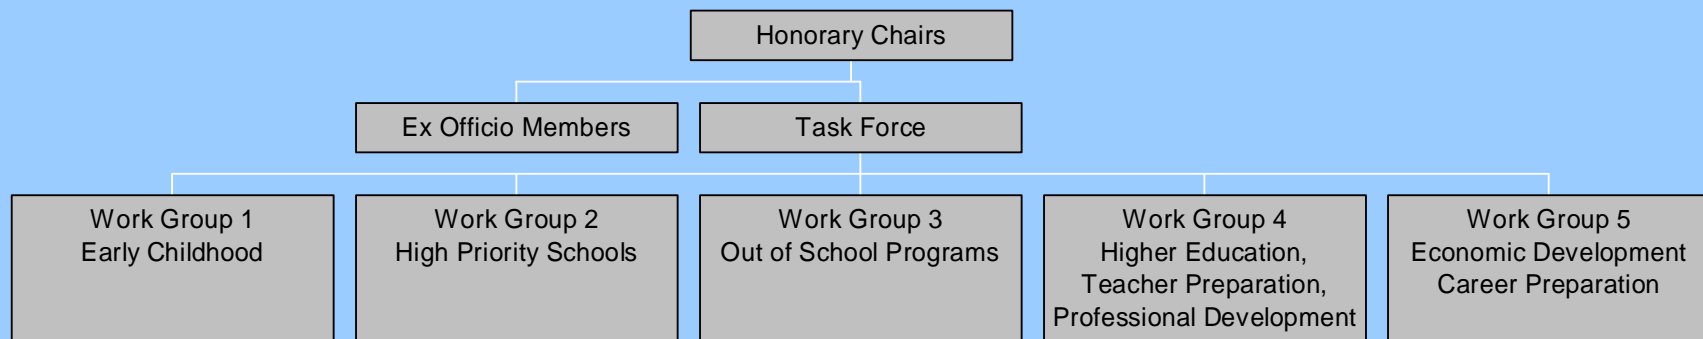 Honorary Chairs
Ex Officio Members
Task Force
Work Group 1
Early Childhood
Work Group 2
High Priority Schools
Work Group 3
Out of School Programs
Work Group 4
Higher Education,
Teacher Preparation,
Professional Development
Work Group 5
Economic Development
Career Preparation